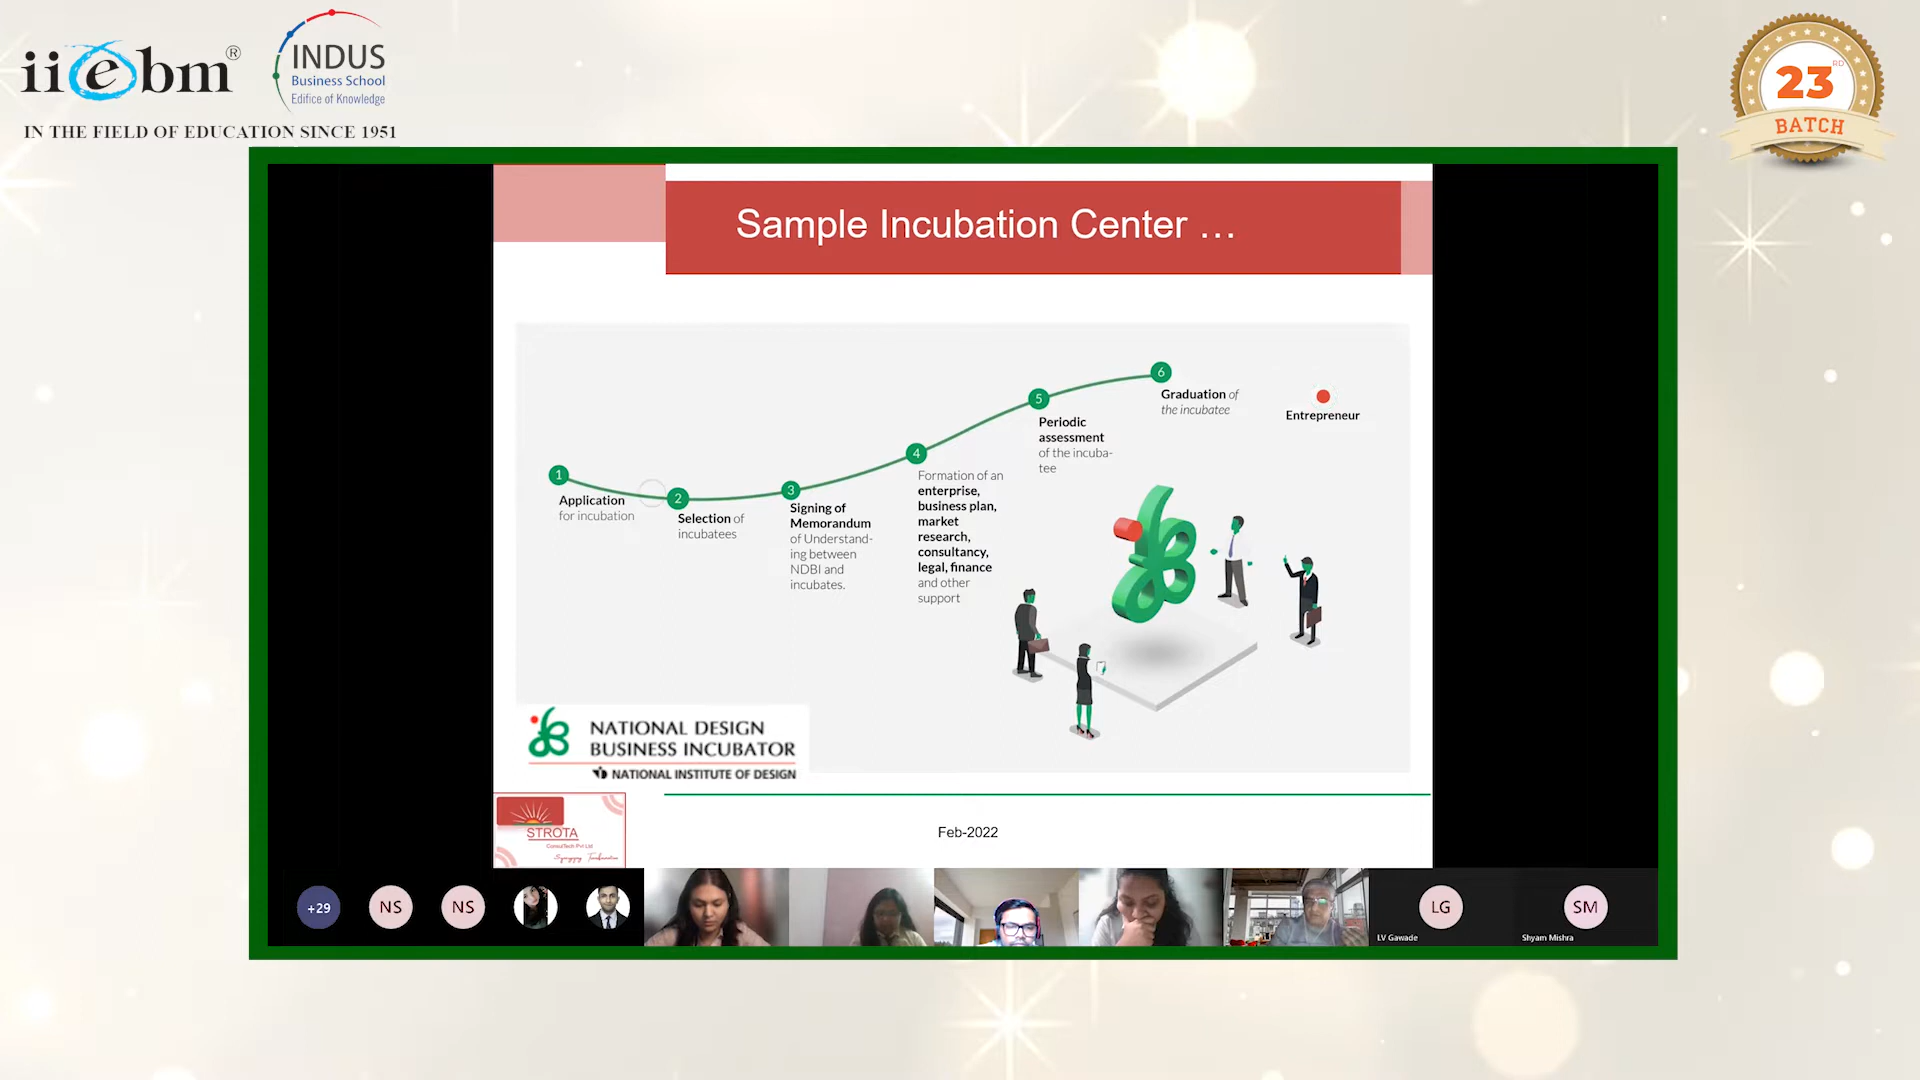 iiebm®
INDUS
Business School
Edifice of Knowledge
IN THE FIELD OF EDUCATION SINCE 1951
23RD
BATCH
Sample Incubation Center ...
1
Application
for incubation
2
Selection of
incubatees
3
Signing of
Memorandum
of Understand-
ing between
NDBI and
incubates.
4
Formation of an
enterprise,
business plan,
market
research,
consultancy,
legal, finance
and other
support
5
Periodic
assessment
of the incuba-
tee
6
Graduation of
the incubatee
Entrepreneur
NATIONAL DESIGN
BUSINESS INCUBATOR
NATIONAL INSTITUTE OF DESIGN
STROTA
ConsulTech Pvt Ltd
Feb-2022
+29
NS
NS
LG
LV Gawade
SM
Shyam Mishra